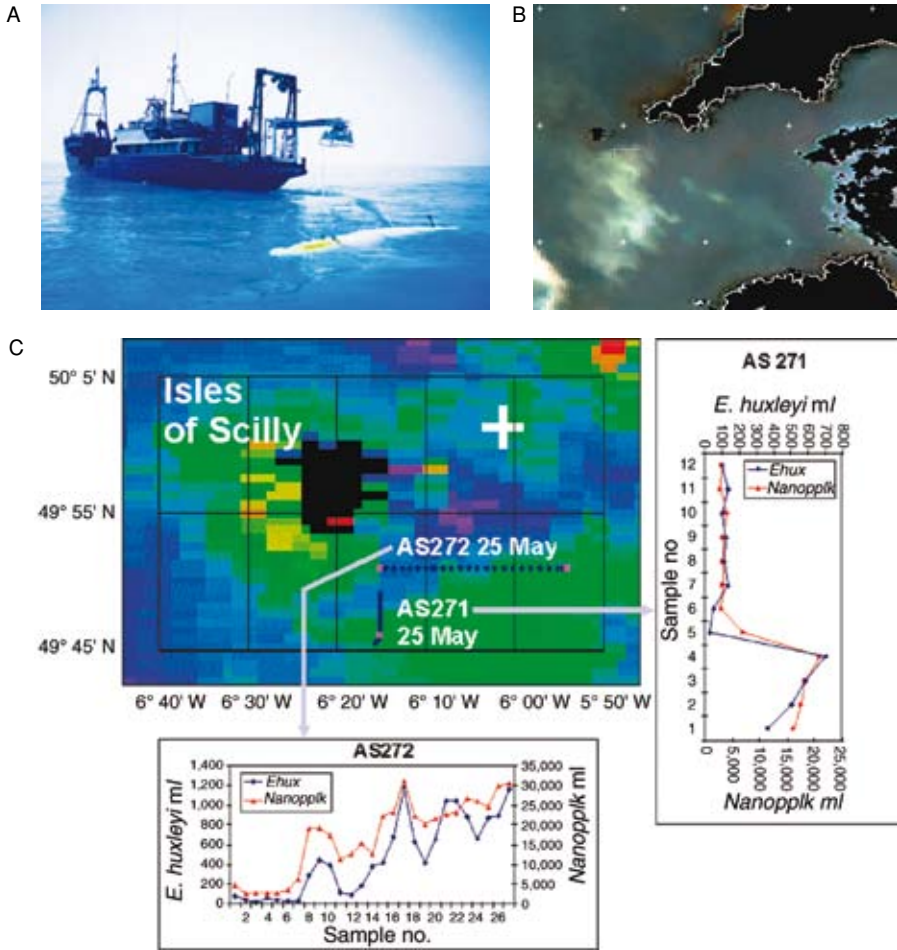 A
B
C
50° 5' N
49° 55' N
49° 45' N
Isles
of Scilly
AS272 25 May
AS271
25 May
6° 40' W 6° 30' W 6° 20' W 6° 10' W 6° 00' W 5° 50' W
AS 271
E. huxleyi ml
0 100 200 300 400 500 600 700 800
Ehux
Nanopplk
Sample no
12
11
10
9
8
7
6
5
4
3
2
1
0 5,000 10,000 15,000 20,000 25,000
Nanopplk ml
AS272
E. huxleyi ml
1,400
1,200
1,000
800
600
400
200
0
Ehux
Nanopplk
35,000
30,000
25,000
20,000
15,000
10,000
5,000
0
Nanopplk ml
2 4 6 8 10 12 14 16 18 20 22 24 26
Sample no.